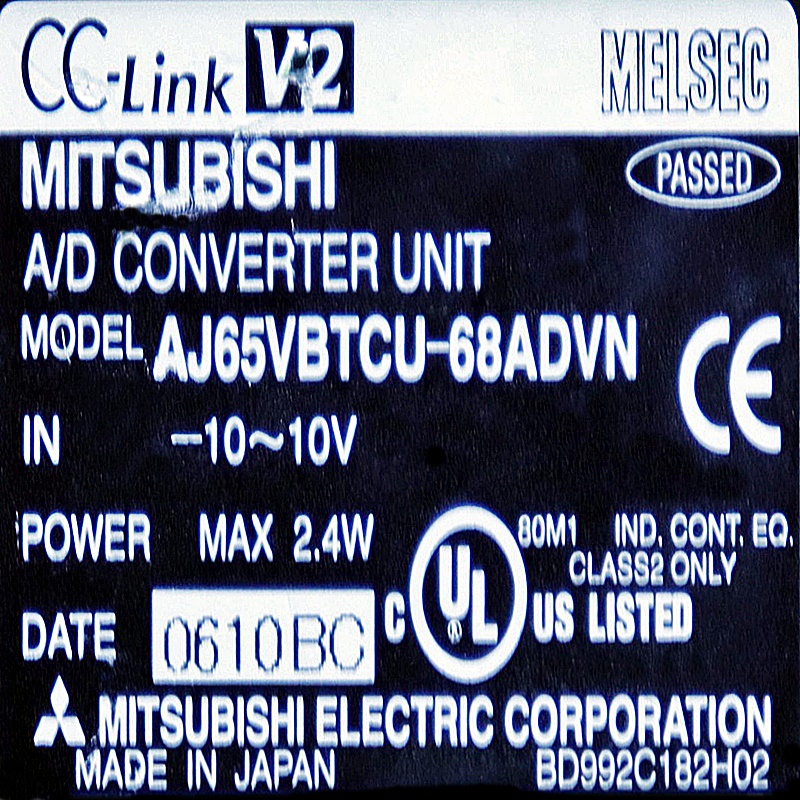 CC-Link V2 MELSEC
MITSUBISHI PASSED
A/D CONVERTER UNIT
MODEL AJ65VBTCU-68ADVN
CE
IN -10~10V
POWER MAX 2.4W
80M1 IND. CONT. EQ.
CLASS2 ONLY
C UL® US LISTED
DATE 0610BC
MITSUBISHI ELECTRIC CORPORATION
MADE IN JAPAN BD992C182H02